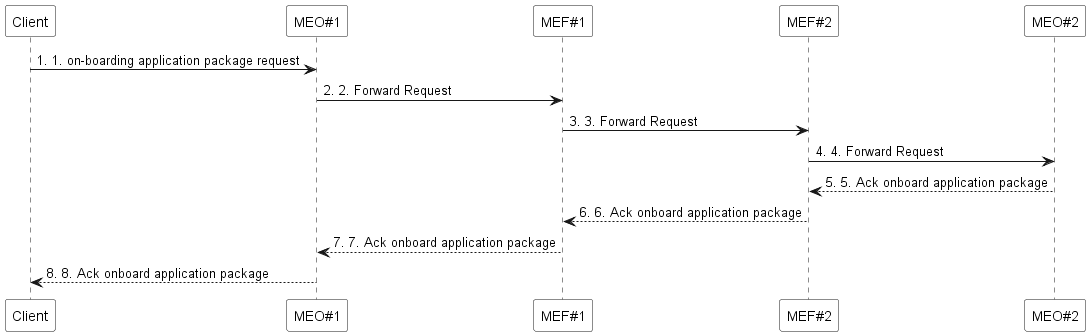 Client
MEO#1
MEF#1
MEF#2
MEO#2
1. 1. on-boarding application package request
2. 2. Forward Request
3. 3. Forward Request
4. 4. Forward Request
5. 5. Ack onboard application package
6. 6. Ack onboard application package
7. 7. Ack onboard application package
8. 8. Ack onboard application package
Client
MEO#1
MEF#1
MEF#2
MEO#2